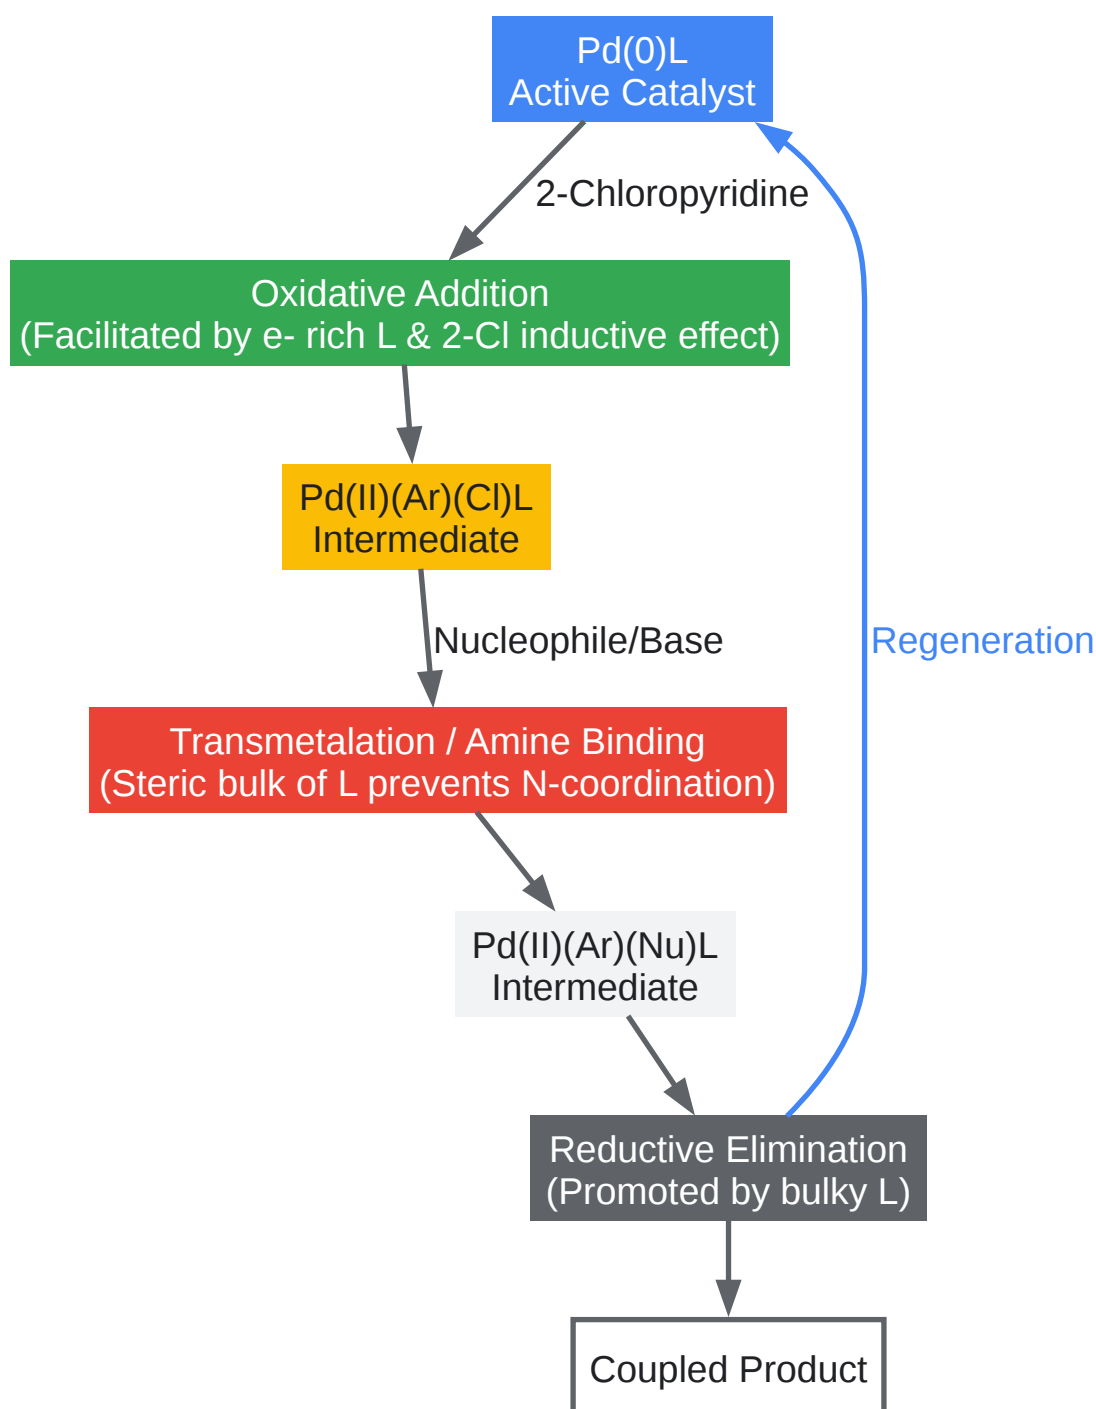 Pd(0)L
Active Catalyst
2-Chloropyridine
Oxidative Addition
(Facilitated by e- rich L & 2-Cl inductive effect)
Pd(II)(Ar)(Cl)L
Intermediate
Nucleophile/Base
Regeneration
Transmetalation / Amine Binding
(Steric bulk of L prevents N-coordination)
Pd(II)(Ar)(Nu)L
Intermediate
Reductive Elimination
(Promoted by bulky L)
Coupled Product